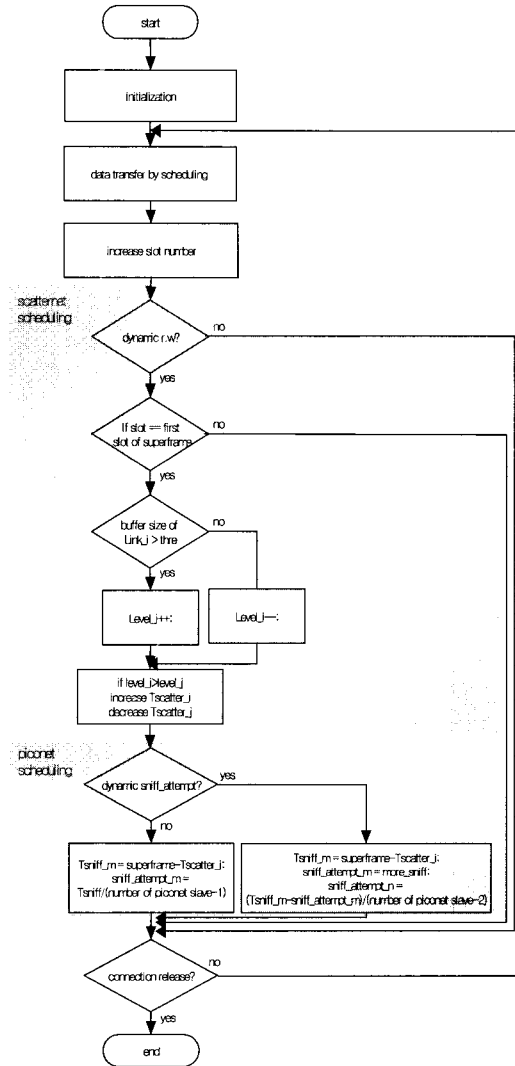 start
initialization
data transfer by scheduling
increase slot number
scatternet
scheduling
dynamic r.w?
no
yes
If slot == first
slot of superframe
no
yes
buffer size of
Link_i > thre
no
yes
Level_i++;
Level_i--;
if level_i>level_j
increase Tscatter_i
decrease Tscatter_j
piconet
scheduling
dynamic sniff_attempt?
yes
no
Tsniff_m = superframe-Tscatter_i;
sniff_attempt_m =
Tsniff/(number of piconet slave-1)
Tsniff_m = superframe-Tscatter_i;
sniff_attempt_m = more_sniff;
sniff_attempt_n =
(Tsniff_m-sniff_attempt_m)/(number of piconet slave-2)
connection release?
no
yes
end